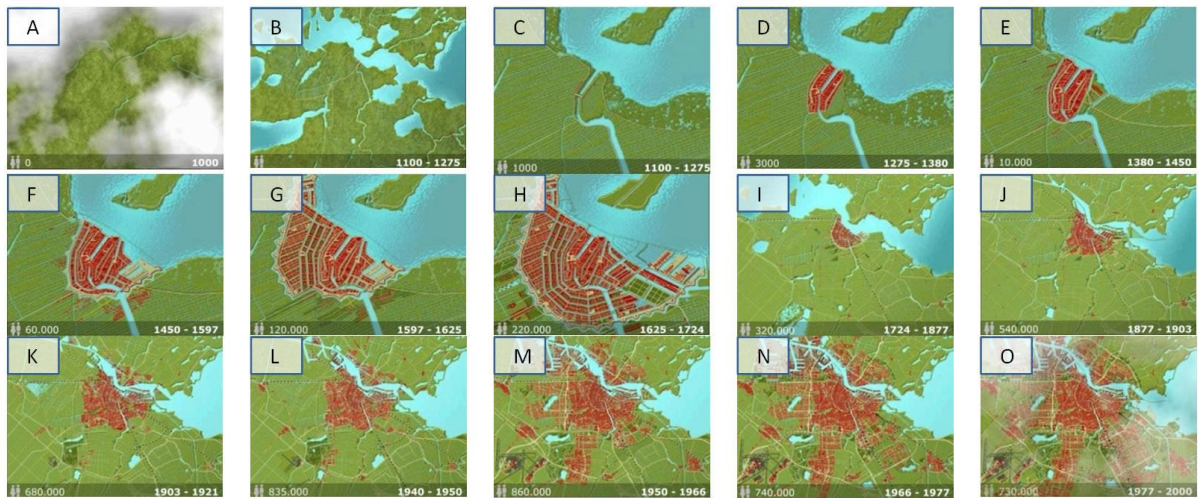 A
0 1000
B
1100 - 1275
C
1000 1100 - 1275
D
3000 1275 - 1380
E
10.000 1380 - 1450
F
60.000 1450 - 1597
G
120.000 1597 - 1625
H
220.000 1625 - 1724
I
320.000 1724 - 1877
J
540.000 1877 - 1903
K
680.000 1903 - 1921
L
835.000 1940 - 1950
M
860.000 1950 - 1966
N
740.000 1966 - 1977
O
730.000 1977 - 2000